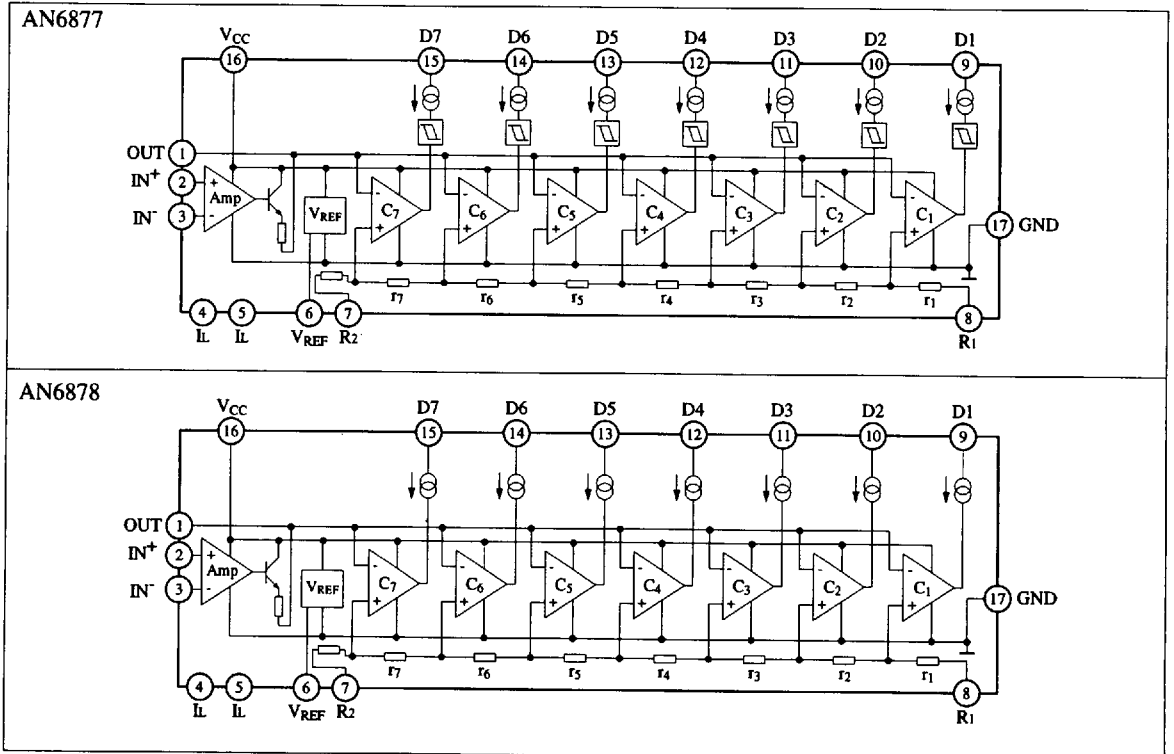 AN6877
VCC D7 D6 D5 D4 D3 D2 D1
16 15 14 13 12 11 10 9
OUT 1
IN+ 2
IN- 3
+ Amp -
VREF
- C7 +
- C6 +
- C5 +
- C4 +
- C3 +
- C2 +
- C1 +
17 GND
r7 r6 r5 r4 r3 r2 r1
4 5 6 7 8
IL IL VREF R2 R1
AN6878
VCC D7 D6 D5 D4 D3 D2 D1
16 15 14 13 12 11 10 9
OUT 1
IN+ 2
IN- 3
+ Amp -
VREF
- C7 +
- C6 +
- C5 +
- C4 +
- C3 +
- C2 +
- C1 +
17 GND
r7 r6 r5 r4 r3 r2 r1
4 5 6 7 8
IL IL VREF R2 R1